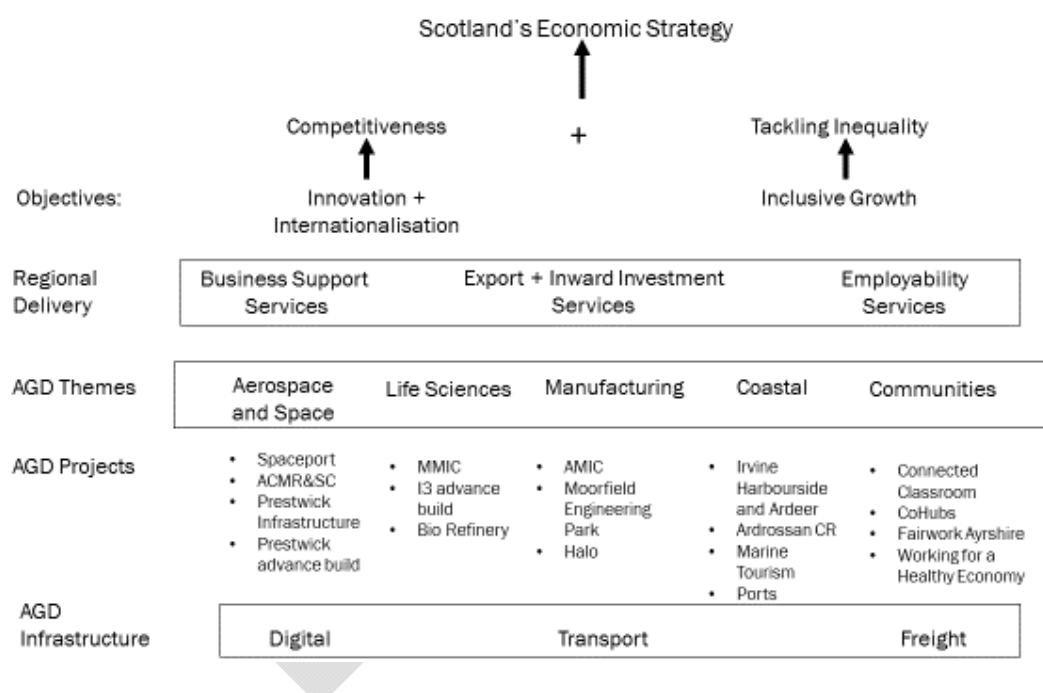 Scotland's Economic Strategy
Competitiveness
+
Tackling Inequality
Objectives:
Innovation +
Internationalisation
Inclusive Growth
Regional
Delivery
Business Support
Services
Export + Inward Investment
Services
Employability
Services
AGD Themes
Aerospace
and Space
Life Sciences
Manufacturing
Coastal
Communities
AGD Projects
• Spaceport
• ACMR&SC
• Prestwick
Infrastructure
• Prestwick
advance build
• MMIC
• I3 advance
build
• Bio Refinery
• AMIC
• Moorfield
Engineering
Park
• Halo
• Irvine
Harbourside
and Ardeer
• Ardrossan CR
• Marine
Tourism
• Ports
• Connected
Classroom
• CoHubs
• Fairwork Ayrshire
• Working for a
Healthy Economy
AGD
Infrastructure
Digital
Transport
Freight